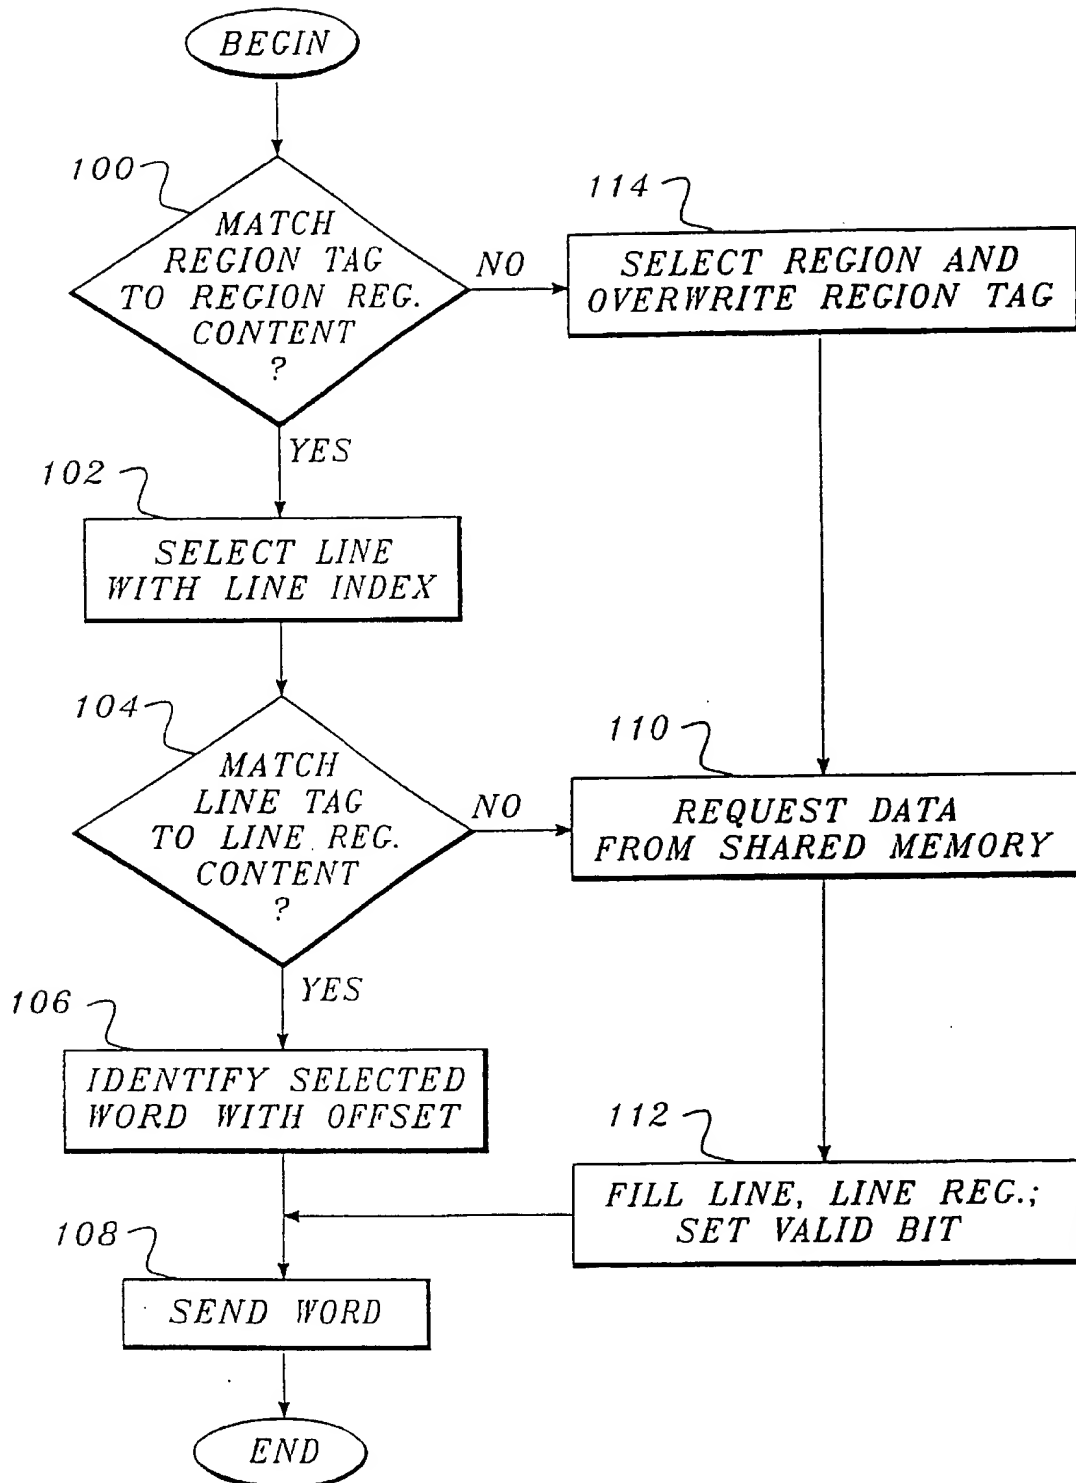 BEGIN
100
MATCH
REGION TAG
TO REGION REG.
CONTENT
?
NO
114
SELECT REGION AND
OVERWRITE REGION TAG
YES
102
SELECT LINE
WITH LINE INDEX
104
MATCH
LINE TAG
TO LINE REG.
CONTENT
?
NO
110
REQUEST DATA
FROM SHARED MEMORY
YES
106
IDENTIFY SELECTED
WORD WITH OFFSET
112
FILL LINE, LINE REG.;
SET VALID BIT
108
SEND WORD
END